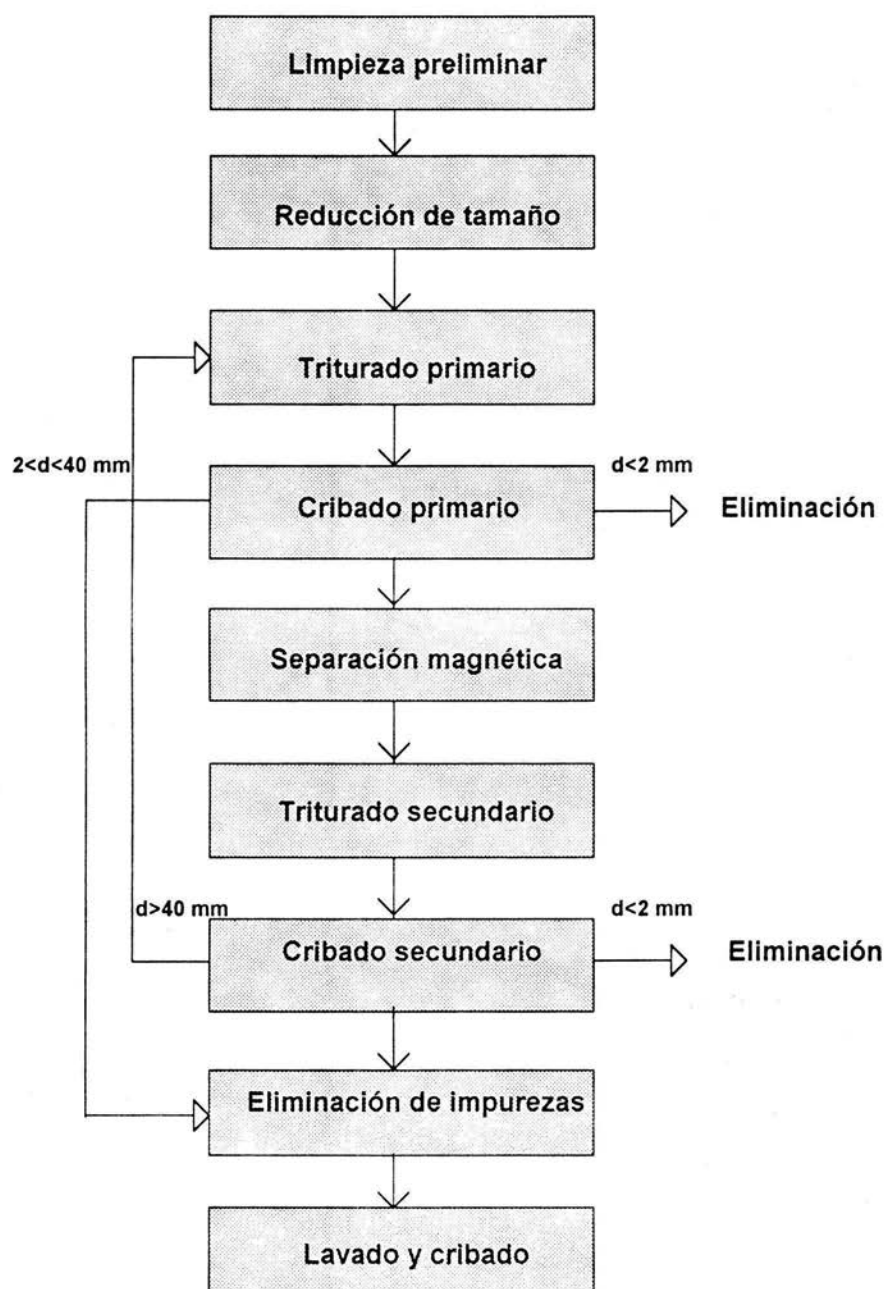 Limpieza preliminar
Reducción de tamaño
Triturado primario
2<d<40 mm
d<2 mm
Cribado primario
Eliminación
Separación magnética
Triturado secundario
d>40 mm
d<2 mm
Cribado secundario
Eliminación
Eliminación de impurezas
Lavado y cribado